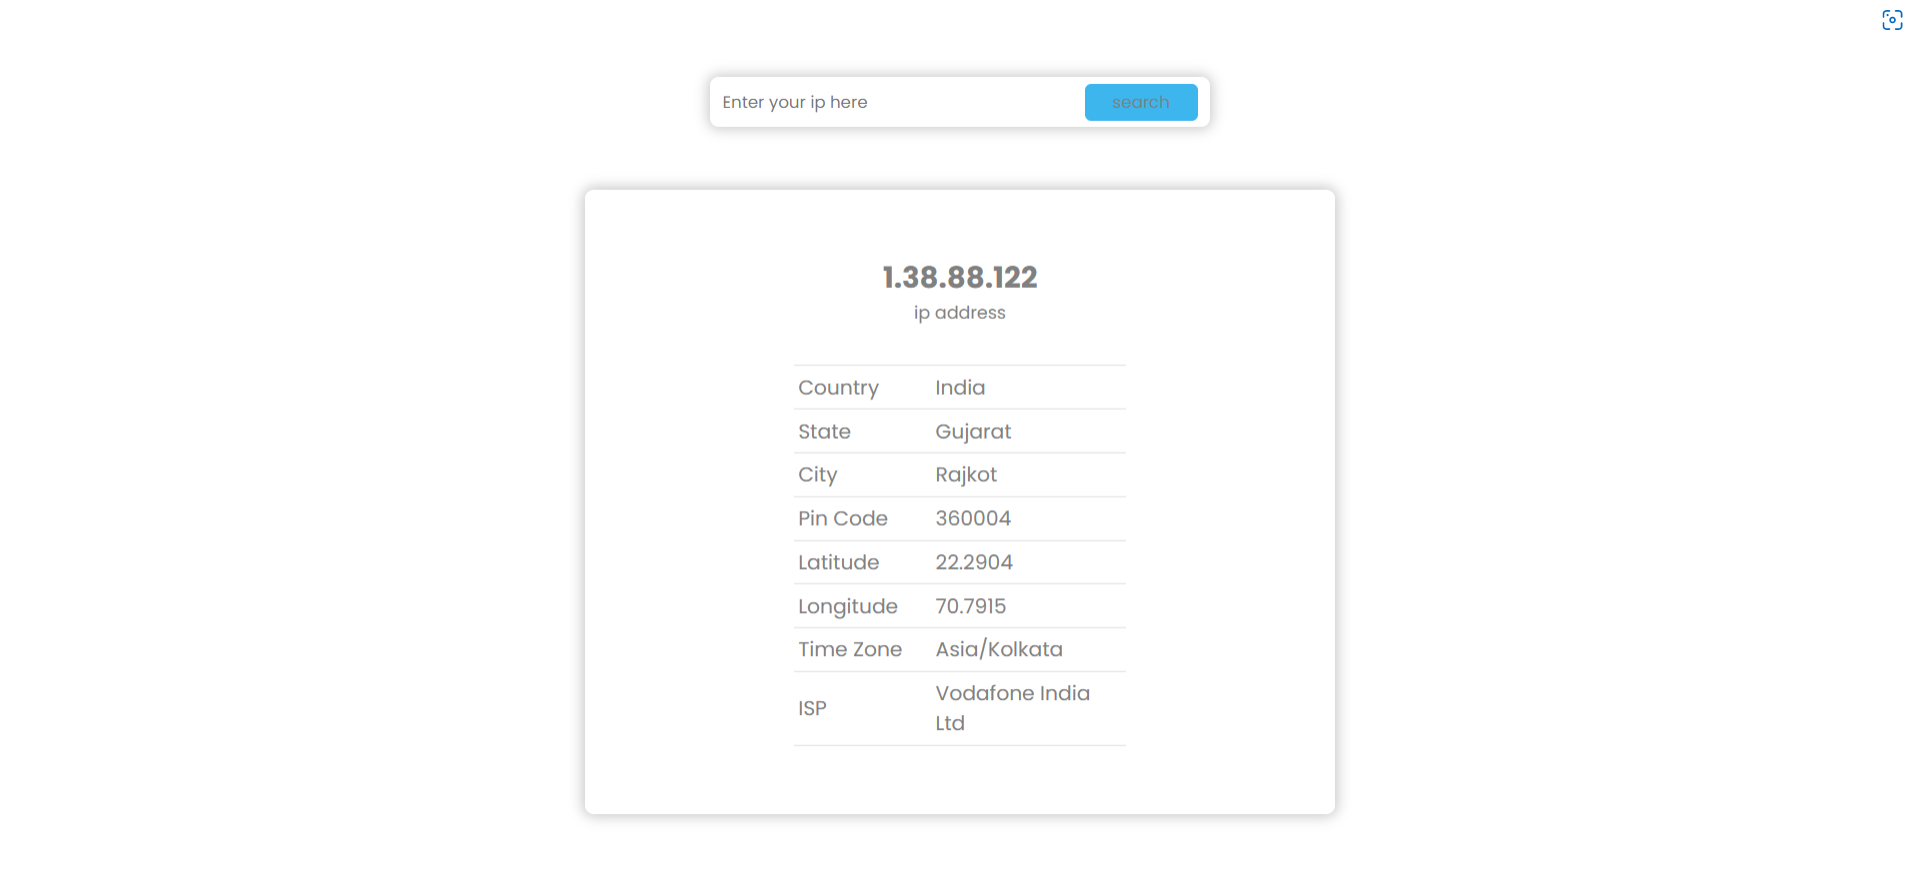 Enter your ip here search
1.38.88.122
ip address
Country India
State Gujarat
City Rajkot
Pin Code 360004
Latitude 22.2904
Longitude 70.7915
Time Zone Asia/Kolkata
ISP Vodafone India
Ltd